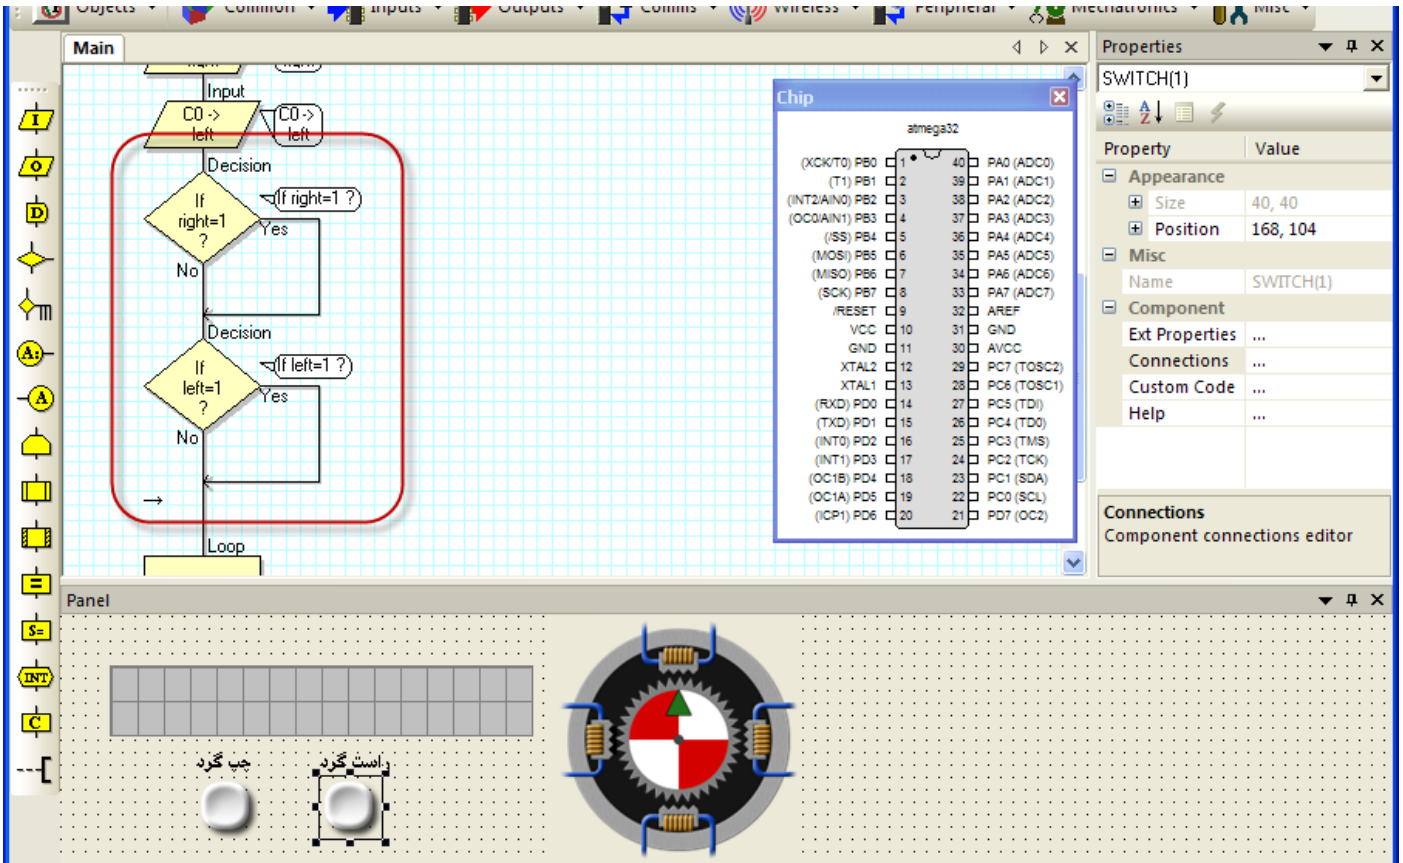 Objects Common Inputs Outputs Comms Wireless Peripheral Mechatronics Misc
Main
right
Input
C0 -> left
C0 -> left
Decision
If right=1 ?
If right=1 ?
Yes
No
Decision
If left=1 ?
If left=1 ?
Yes
No
Loop
Chip
atmega32
(XCK/T0) PB0 1 40 PA0 (ADC0)
(T1) PB1 2 39 PA1 (ADC1)
(INT2/AIN0) PB2 3 38 PA2 (ADC2)
(OC0/AIN1) PB3 4 37 PA3 (ADC3)
(/SS) PB4 5 36 PA4 (ADC4)
(MOSI) PB5 6 35 PA5 (ADC5)
(MISO) PB6 7 34 PA6 (ADC6)
(SCK) PB7 8 33 PA7 (ADC7)
/RESET 9 32 AREF
VCC 10 31 GND
GND 11 30 AVCC
XTAL2 12 29 PC7 (TOSC2)
XTAL1 13 28 PC6 (TOSC1)
(RXD) PD0 14 27 PC5 (TDI)
(TXD) PD1 15 26 PC4 (TD0)
(INT0) PD2 16 25 PC3 (TMS)
(INT1) PD3 17 24 PC2 (TCK)
(OC1B) PD4 18 23 PC1 (SDA)
(OC1A) PD5 19 22 PC0 (SCL)
(ICP1) PD6 20 21 PD7 (OC2)
Properties
SWITCH(1)
Property Value
Appearance
Size 40, 40
Position 168, 104
Misc
Name SWITCH(1)
Component
Ext Properties ...
Connections ...
Custom Code ...
Help ...
Connections
Component connections editor
I
O
D
A:
A
=
S=
INT
C
Panel
چپ گرد
راست گرد